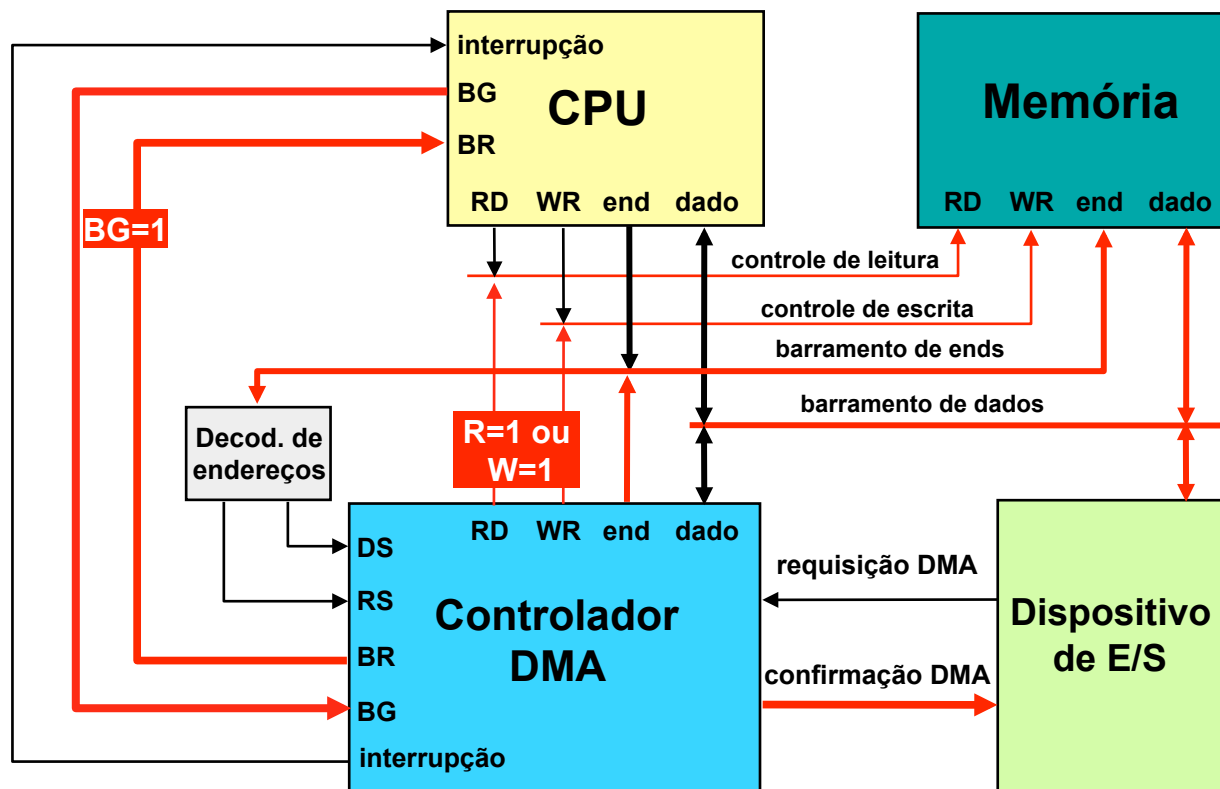 interrupção
BG
CPU
BR
RD WR end dado
Memória
RD WR end dado
BG=1
controle de leitura
controle de escrita
barramento de ends
barramento de dados
Decod. de
endereços
R=1 ou
W=1
RD WR end dado
DS
RS
BR
BG
interrupção
Controlador
DMA
requisição DMA
confirmação DMA
Dispositivo
de E/S